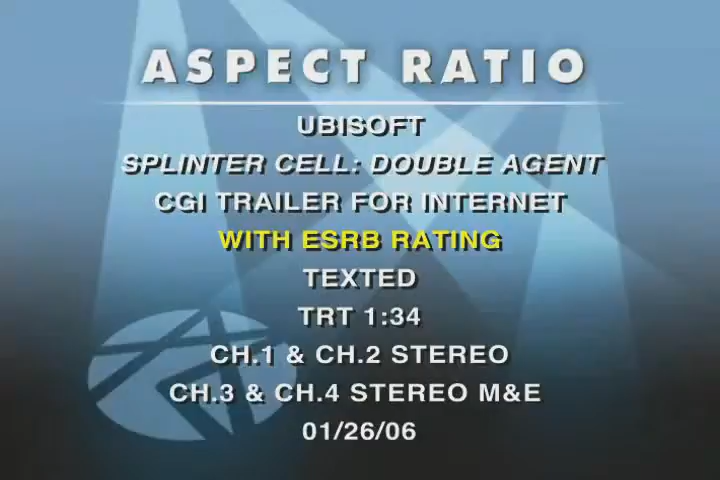 ASPECT RATIO
UBISOFT
SPLINTER CELL: DOUBLE AGENT
CGI TRAILER FOR INTERNET
WITH ESRB RATING
TEXTED
TRT 1:34
CH.1 & CH.2 STEREO
CH.3 & CH.4 STEREO M&E
01/26/06